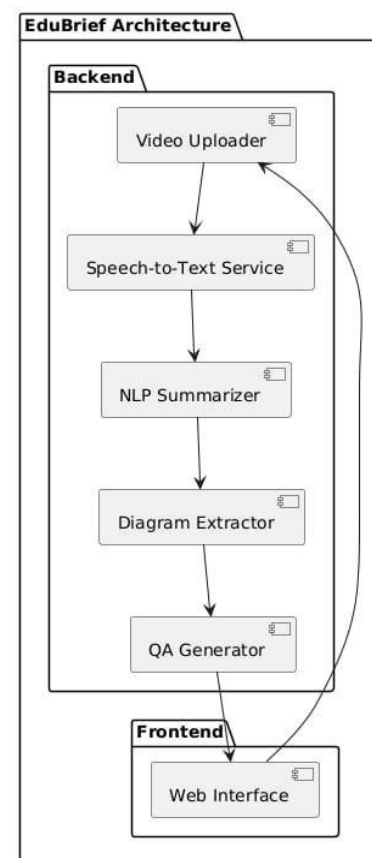 EduBrief Architecture
Backend
Video Uploader
Speech-to-Text Service
NLP Summarizer
Diagram Extractor
QA Generator
Frontend
Web Interface